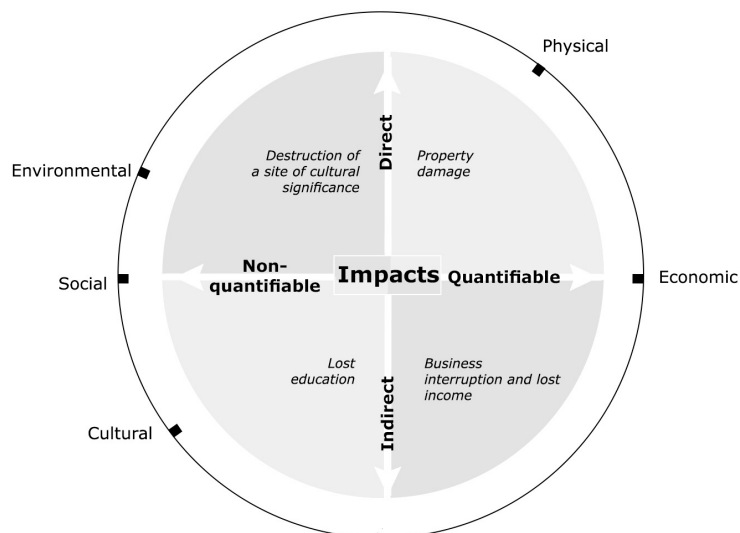 Physical
Environmental
Direct
Destruction of
a site of cultural
significance
Property
damage
Non-
quantifiable
Impacts
Quantifiable
Social
Economic
Lost
education
Business
interruption and lost
income
Indirect
Cultural